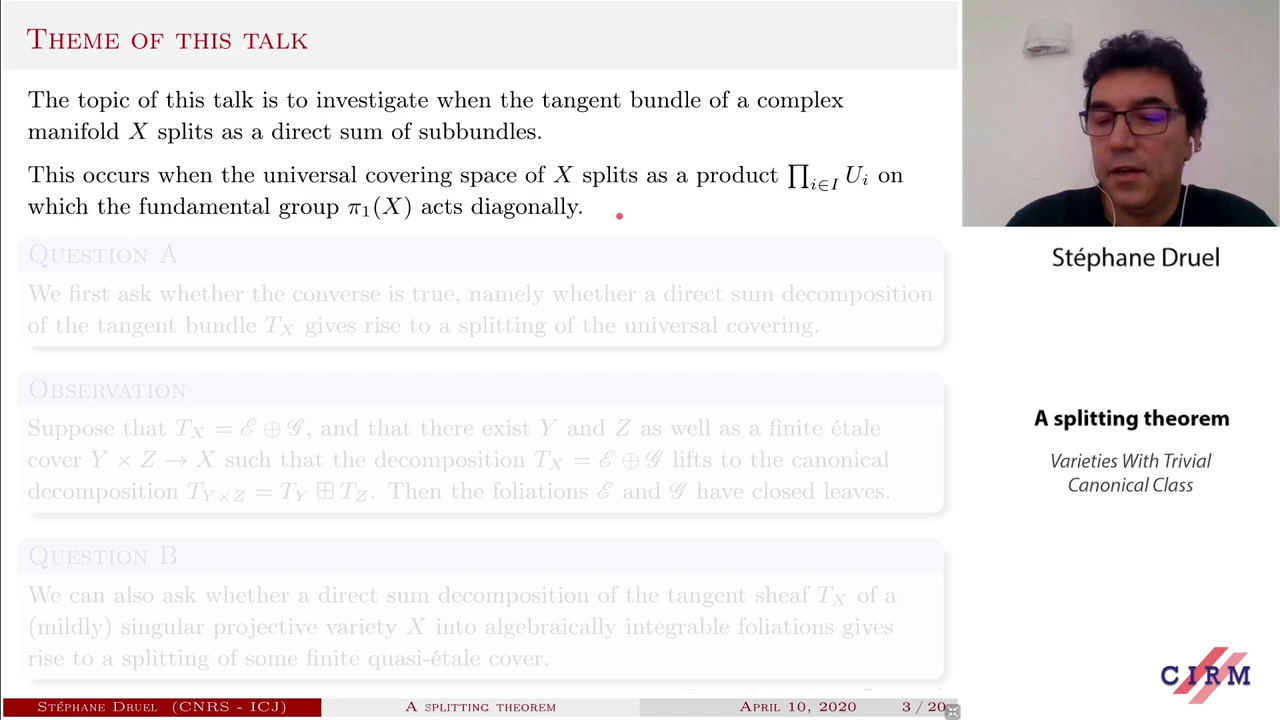 Theme of this talk
The topic of this talk is to investigate when the tangent bundle of a complex
manifold X splits as a direct sum of subbundles.
This occurs when the universal covering space of X splits as a product ∏_{i∈I} U_i on
which the fundamental group π₁(X) acts diagonally.
Question A
We first ask whether the converse is true, namely whether a direct sum decomposition
of the tangent bundle T_X gives rise to a splitting of the universal covering.
Observation
Suppose that T_X = ℰ ⊕ 𝒢, and that there exist Y and Z as well as a finite étale
cover Y × Z → X such that the decomposition T_X = ℰ ⊕ 𝒢 lifts to the canonical
decomposition T_{Y×Z} = T_Y ⊞ T_Z. Then the foliations ℰ and 𝒢 have closed leaves.
Question B
We can also ask whether a direct sum decomposition of the tangent sheaf T_X of a
(mildly) singular projective variety X into algebraically integrable foliations gives
rise to a splitting of some finite quasi-étale cover.
Stéphane Druel (CNRS - ICJ) A splitting theorem April 10, 2020 3 / 20
Stéphane Druel
A splitting theorem
Varieties With Trivial
Canonical Class
CIRM